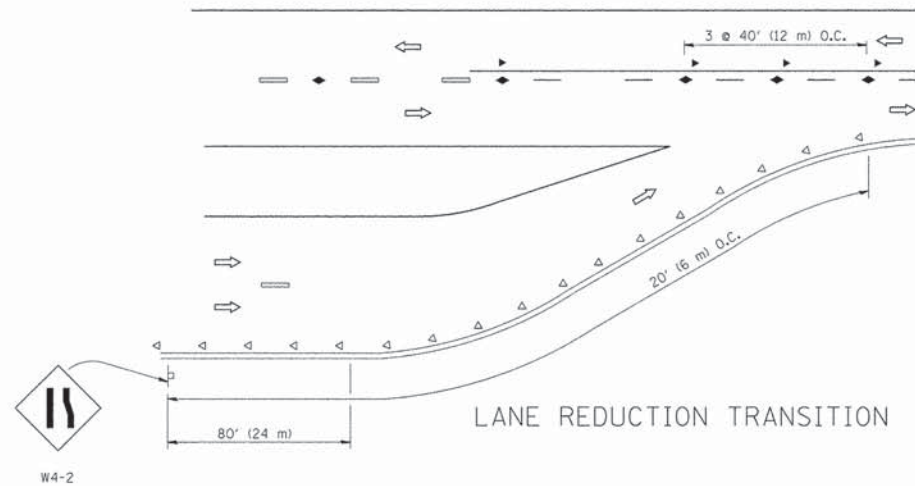 3 @ 40' (12 m) O.C.
20' (6 m) O.C.
80' (24 m)
LANE REDUCTION TRANSITION
W4-2